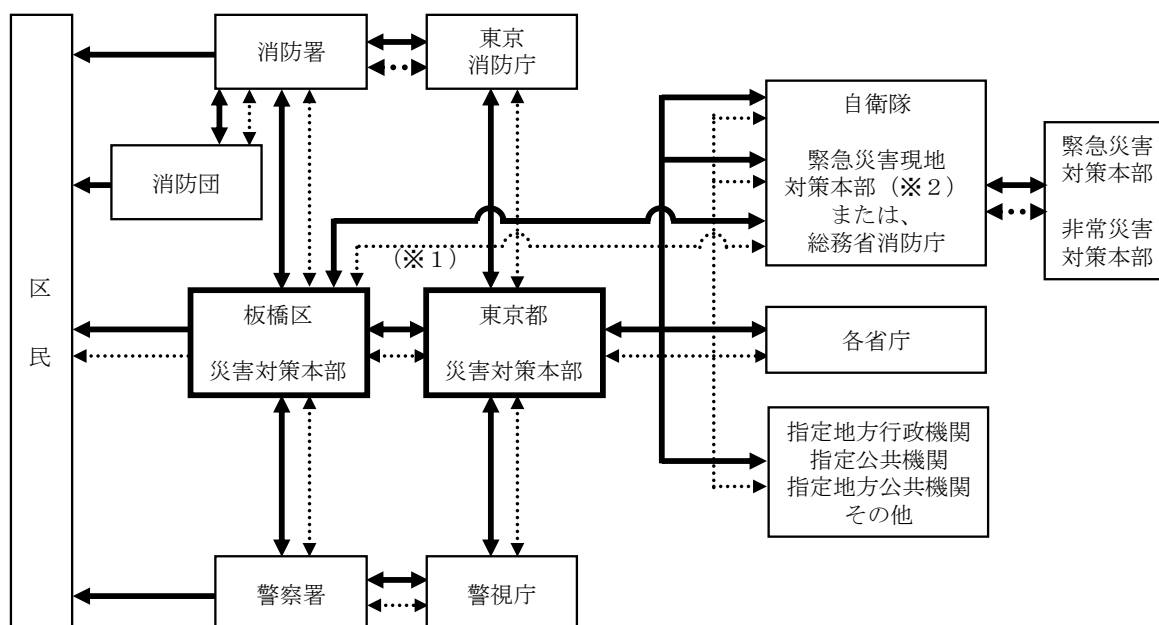 消防署
東京
消防庁
自衛隊
緊急災害現地
対策本部（※２）
または、
総務省消防庁
緊急災害
対策本部
非常災害
対策本部
消防団
（※１）
区
民
板橋区
災害対策本部
東京都
災害対策本部
各省庁
指定地方行政機関
指定公共機関
指定地方公共機関
その他
警察署
警視庁